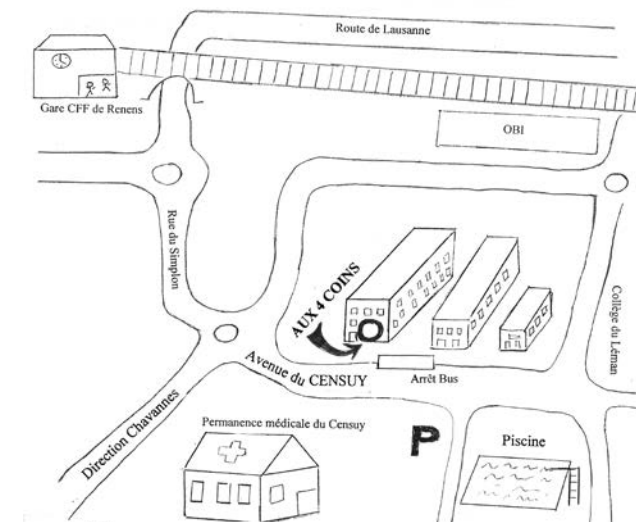 Route de Lausanne
Gare CFF de Renens
OBI
Rue du Simplon
AUX 4 COINS
Collège du Léman
Avenue du CENSUY
Arrêt Bus
Direction Chavannes
Permanence médicale du Censuy
P
Piscine